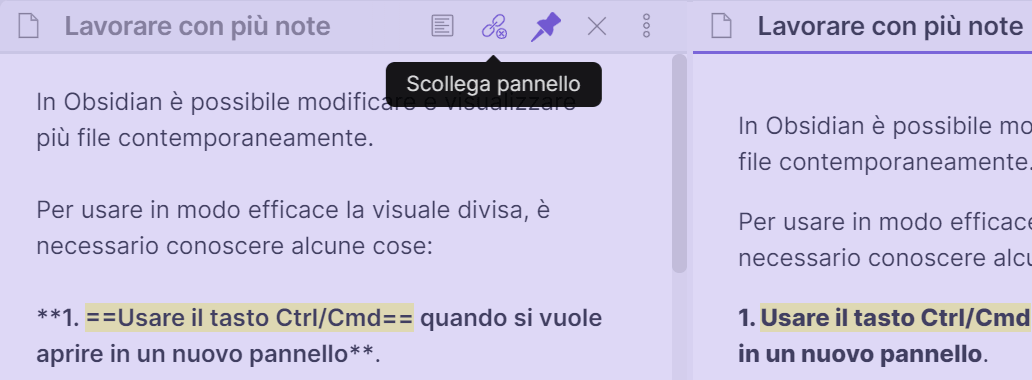 Lavorare con più note
Scollega pannello
In Obsidian è possibile modificare e visualizzare
più file contemporaneamente.
Per usare in modo efficace la visuale divisa, è
necessario conoscere alcune cose:
**1. ==Usare il tasto Ctrl/Cmd== quando si vuole
aprire in un nuovo pannello**.
Lavorare con più note
In Obsidian è possibile mo
file contemporaneamente.
Per usare in modo efficace
necessario conoscere alcu
1. Usare il tasto Ctrl/Cmd
in un nuovo pannello.